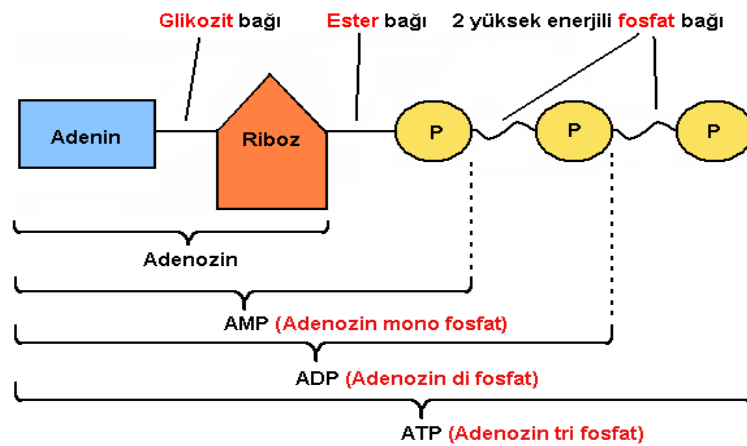 Glikozit bağı
Ester bağı
2 yüksek enerjili fosfat bağı
Adenin
Riboz
P
P
P
Adenozin
AMP (Adenozin mono fosfat)
ADP (Adenozin di fosfat)
ATP (Adenozin tri fosfat)